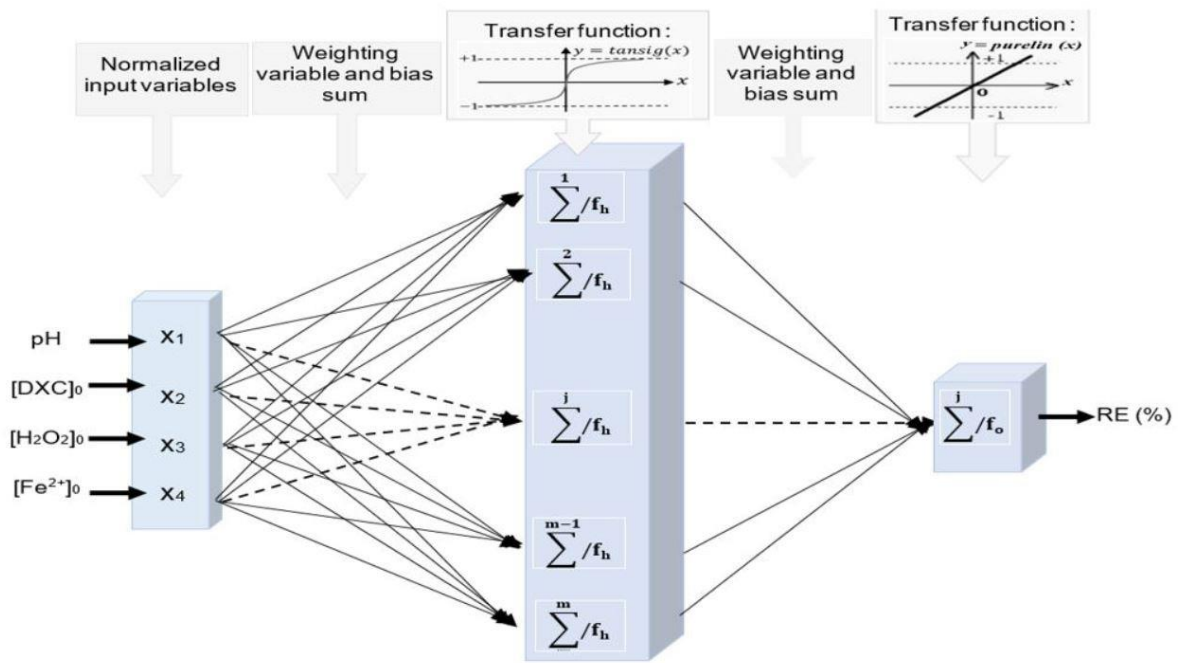 Normalized
input variables
Weighting
variable and bias
sum
Transfer function :
y = tansig(x)
+1
x
−1
Weighting
variable and
bias sum
Transfer function :
y = purelin (x)
+1
x
0
-1
1
∑/fh
2
∑/fh
j
∑/fh
m−1
∑/fh
m
∑/fh
pH
[DXC]₀
[H₂O₂]₀
[Fe²⁺]₀
X₁
X₂
X₃
X₄
j
∑/fo
RE (%)